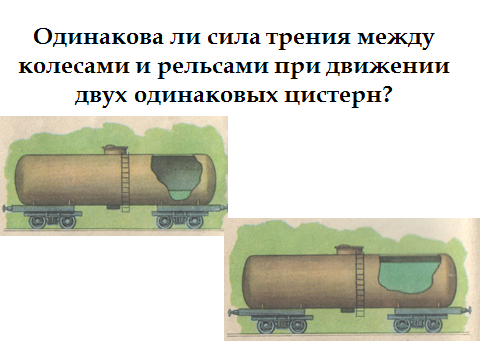 Одинакова ли сила трения между
колесами и рельсами при движении
двух одинаковых цистерн?